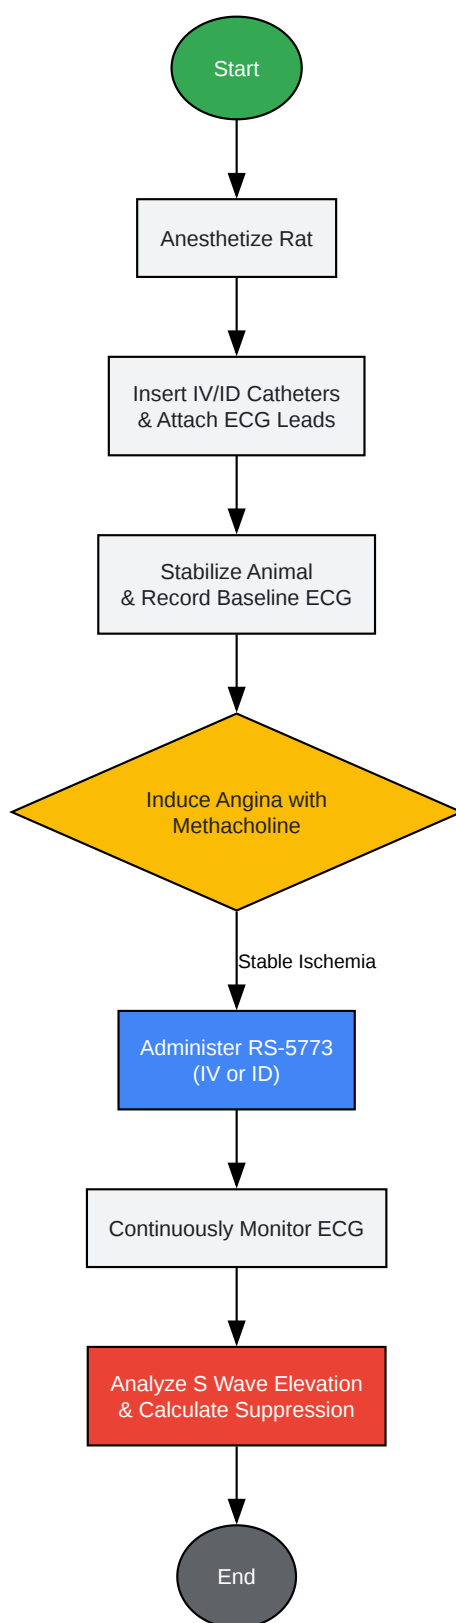 Start
Anesthetize Rat
Insert IV/ID Catheters
& Attach ECG Leads
Stabilize Animal
& Record Baseline ECG
Induce Angina with
Methacholine
Stable Ischemia
Administer RS-5773
(IV or ID)
Continuously Monitor ECG
Analyze S Wave Elevation
& Calculate Suppression
End